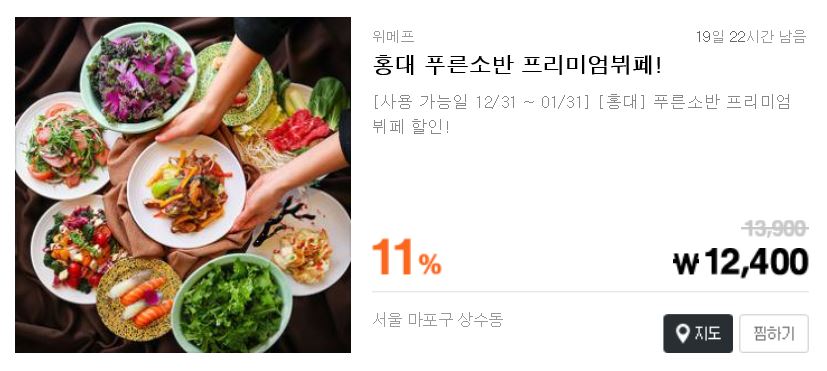 위메프
19일 22시간 남음
홍대 푸른소반 프리미엄뷔페!
[사용 가능일 12/31 ~ 01/31] [홍대] 푸른소반 프리미엄
뷔페 할인!
13,900
11%
₩12,400
서울 마포구 상수동
지도
찜하기